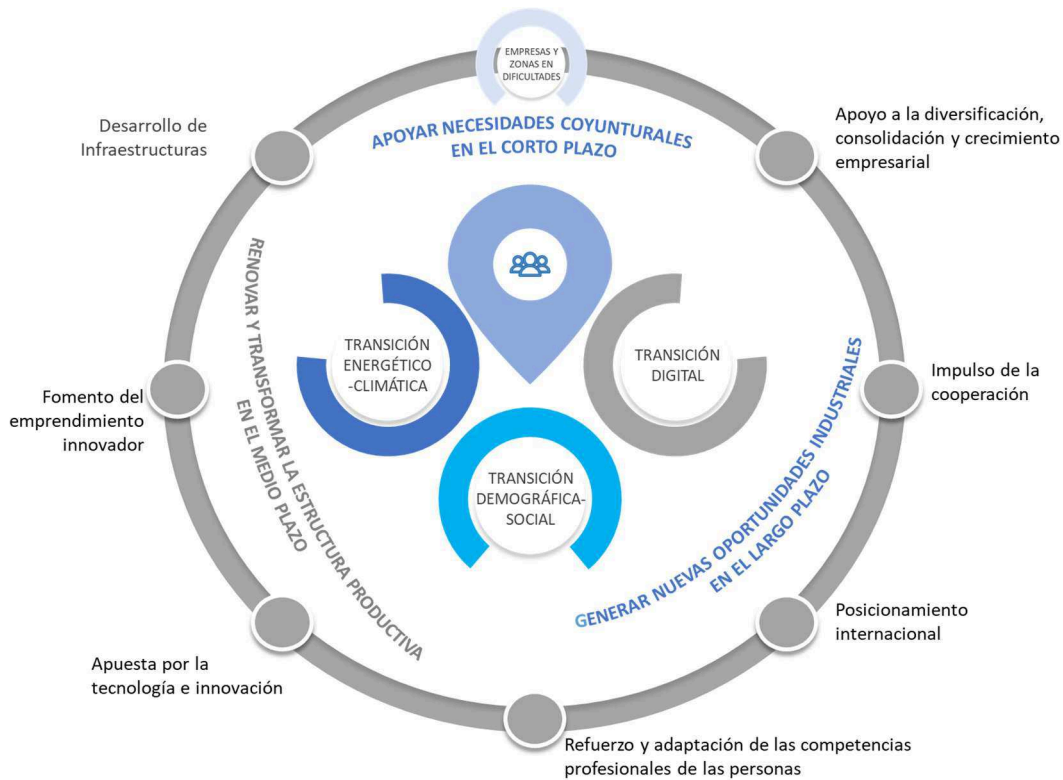 EMPRESAS Y
ZONAS EN
DIFICULTADES
APOYAR NECESIDADES COYUNTURALES
EN EL CORTO PLAZO
Desarrollo de
Infraestructuras
Apoyo a la diversificación,
consolidación y crecimiento
empresarial
RENOVAR Y TRANSFORMAR LA ESTRUCTURA PRODUCTIVA
EN EL MEDIO PLAZO
TRANSICIÓN
ENERGÉTICO
-CLIMÁTICA
TRANSICIÓN
DIGITAL
TRANSICIÓN
DEMOGRÁFICA-
SOCIAL
GENERAR NUEVAS OPORTUNIDADES INDUSTRIALES
EN EL LARGO PLAZO
Fomento del
emprendimiento
innovador
Impulso de la
cooperación
Apuesta por la
tecnología e innovación
Posicionamiento
internacional
Refuerzo y adaptación de las competencias
profesionales de las personas